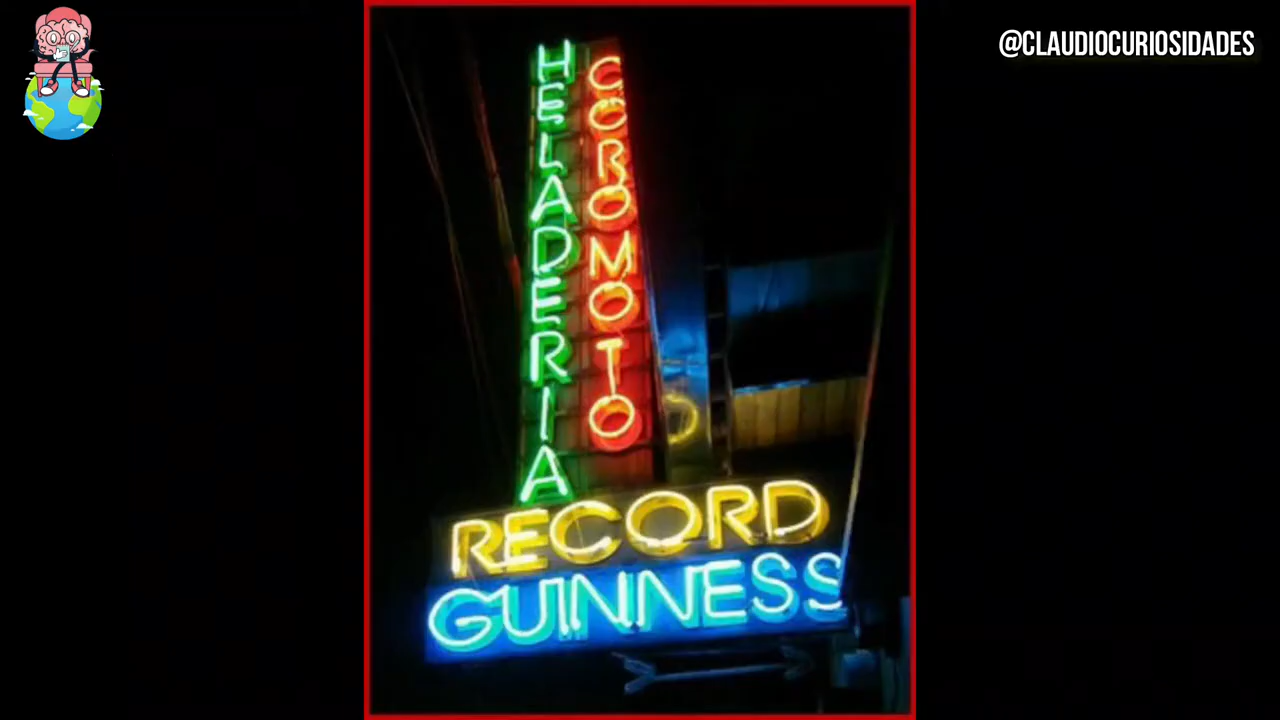 @CLAUDIOCURIOSIDADES
HELADERIA
COROMOTO
RECORD
GUINNESS